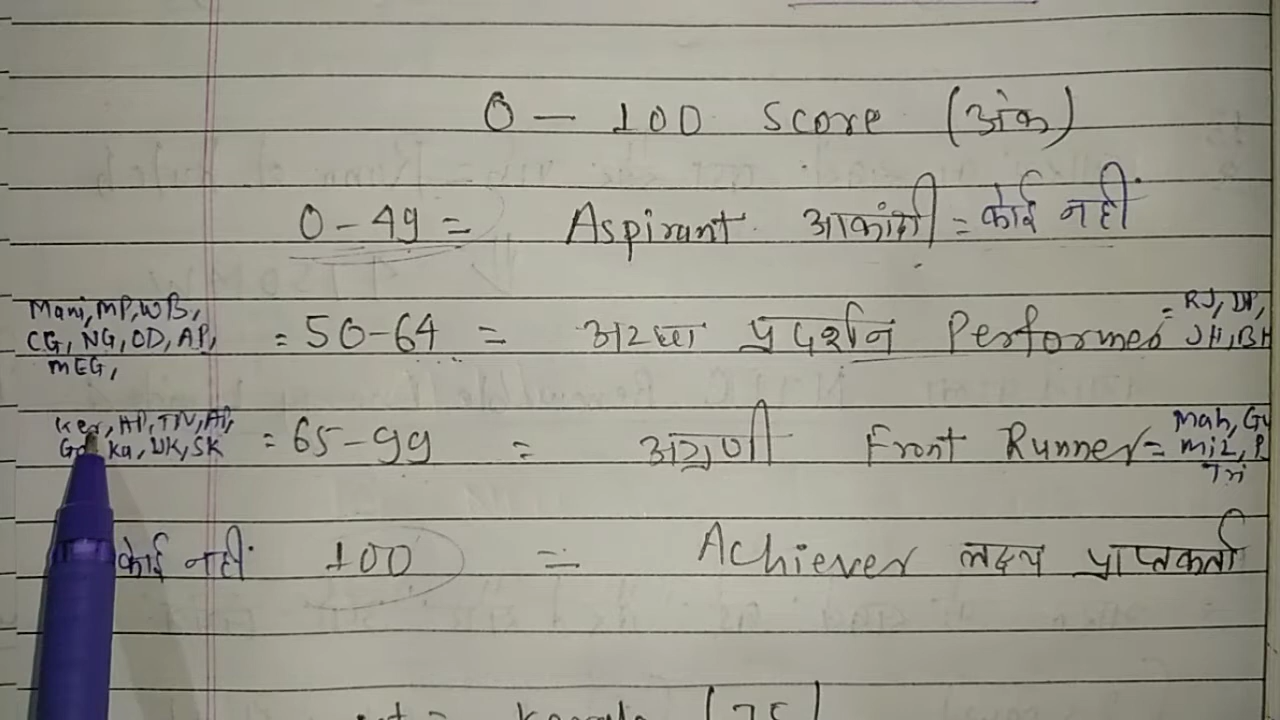 0 - 100 Score (अंक)
0-49 = Aspirant आकांक्षी = कोई नही
Mani, MP, WB,
CG, NG, OD, AP, = 50-64 = अच्छा प्रदर्शन Performer = RJ, UP, JH, BH
MEG,
Ker, HP, TN, AP,
Go, Ka, UK, SK = 65-99 = अग्रणी Front Runner = Mah, Gu
Miz, P
Tri
कोई नही 100 = Achiever लक्ष्य प्राप्तकर्ता